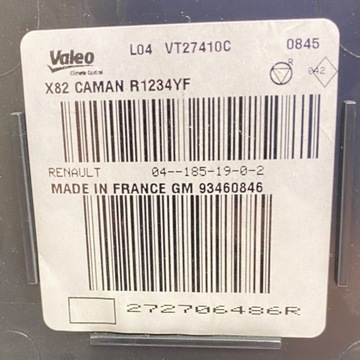 Valeo L04 VT27410C 0845
Climate Control
R
042
X82 CAMAN R1234YF
RENAULT 04--185-19-0-2
MADE IN FRANCE GM 93460846
272706486R